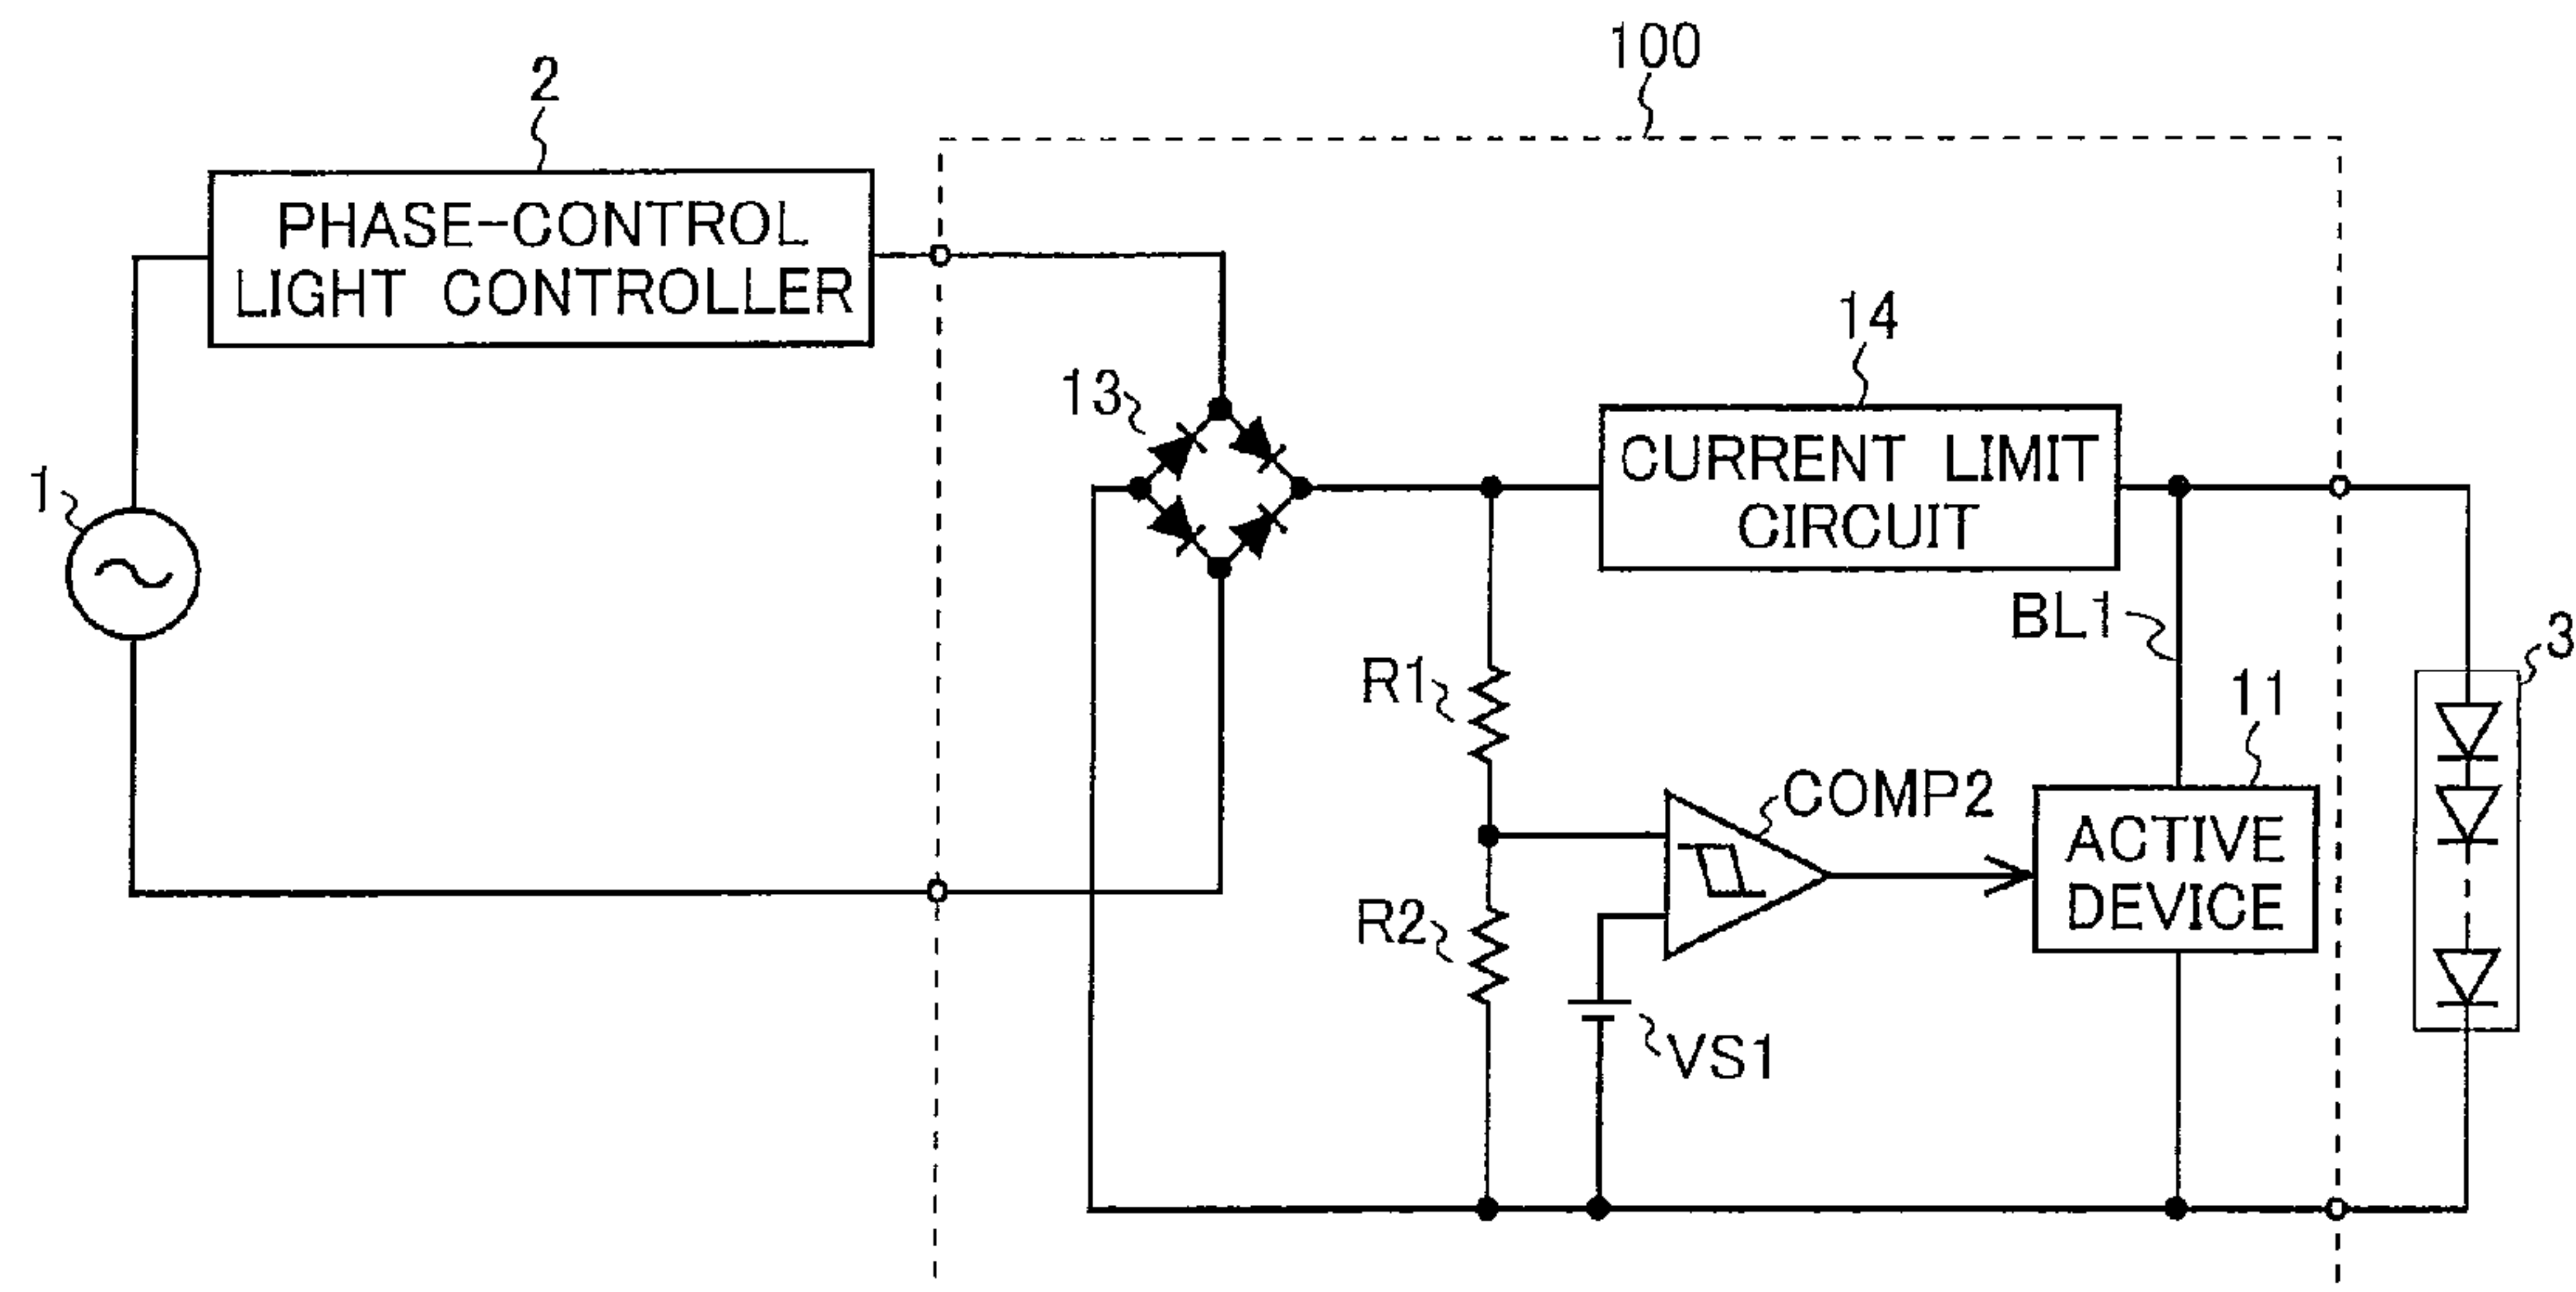 100
2
PHASE-CONTROL
LIGHT CONTROLLER
14
13
CURRENT LIMIT
CIRCUIT
1
BL1
3
R1
11
COMP2
ACTIVE
DEVICE
R2
VS1